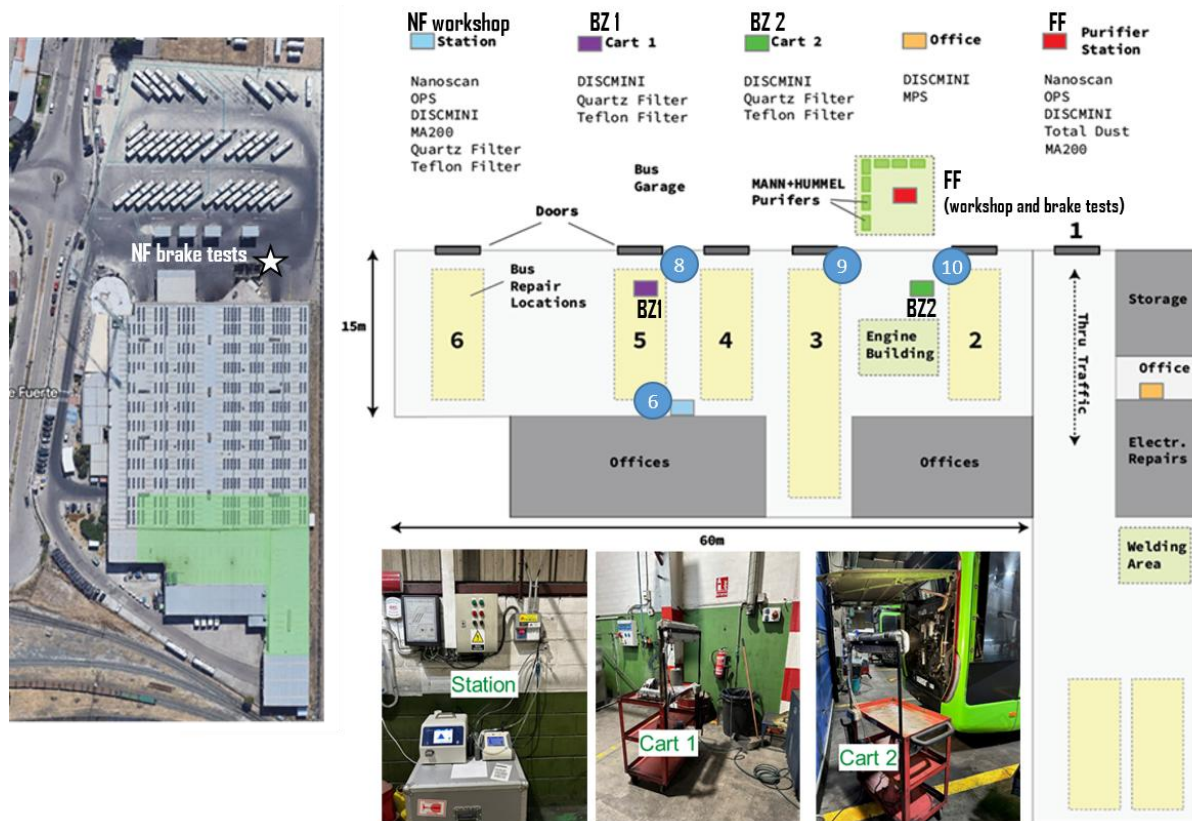 NF workshop
Station
Nanoscan
OPS
DISCMINI
MA200
Quartz Filter
Teflon Filter
BZ 1
Cart 1
DISCMINI
Quartz Filter
Teflon Filter
BZ 2
Cart 2
DISCMINI
Quartz Filter
Teflon Filter
Office
DISCMINI
MPS
FF
Purifier
Station
Nanoscan
OPS
DISCMINI
Total Dust
MA200
NF brake tests
e Fuerte
Bus
Garage
MANN+HUMMEL
Purifers
FF
(workshop and brake tests)
Doors
1
8
9
10
15m
Bus
Repair
Locations
BZ1
BZ2
6
5
4
3
Engine
Building
2
6
Storage
Thru Traffic
Office
Electr.
Repairs
Offices
Offices
60m
Welding
Area
Station
Cart 1
Cart 2